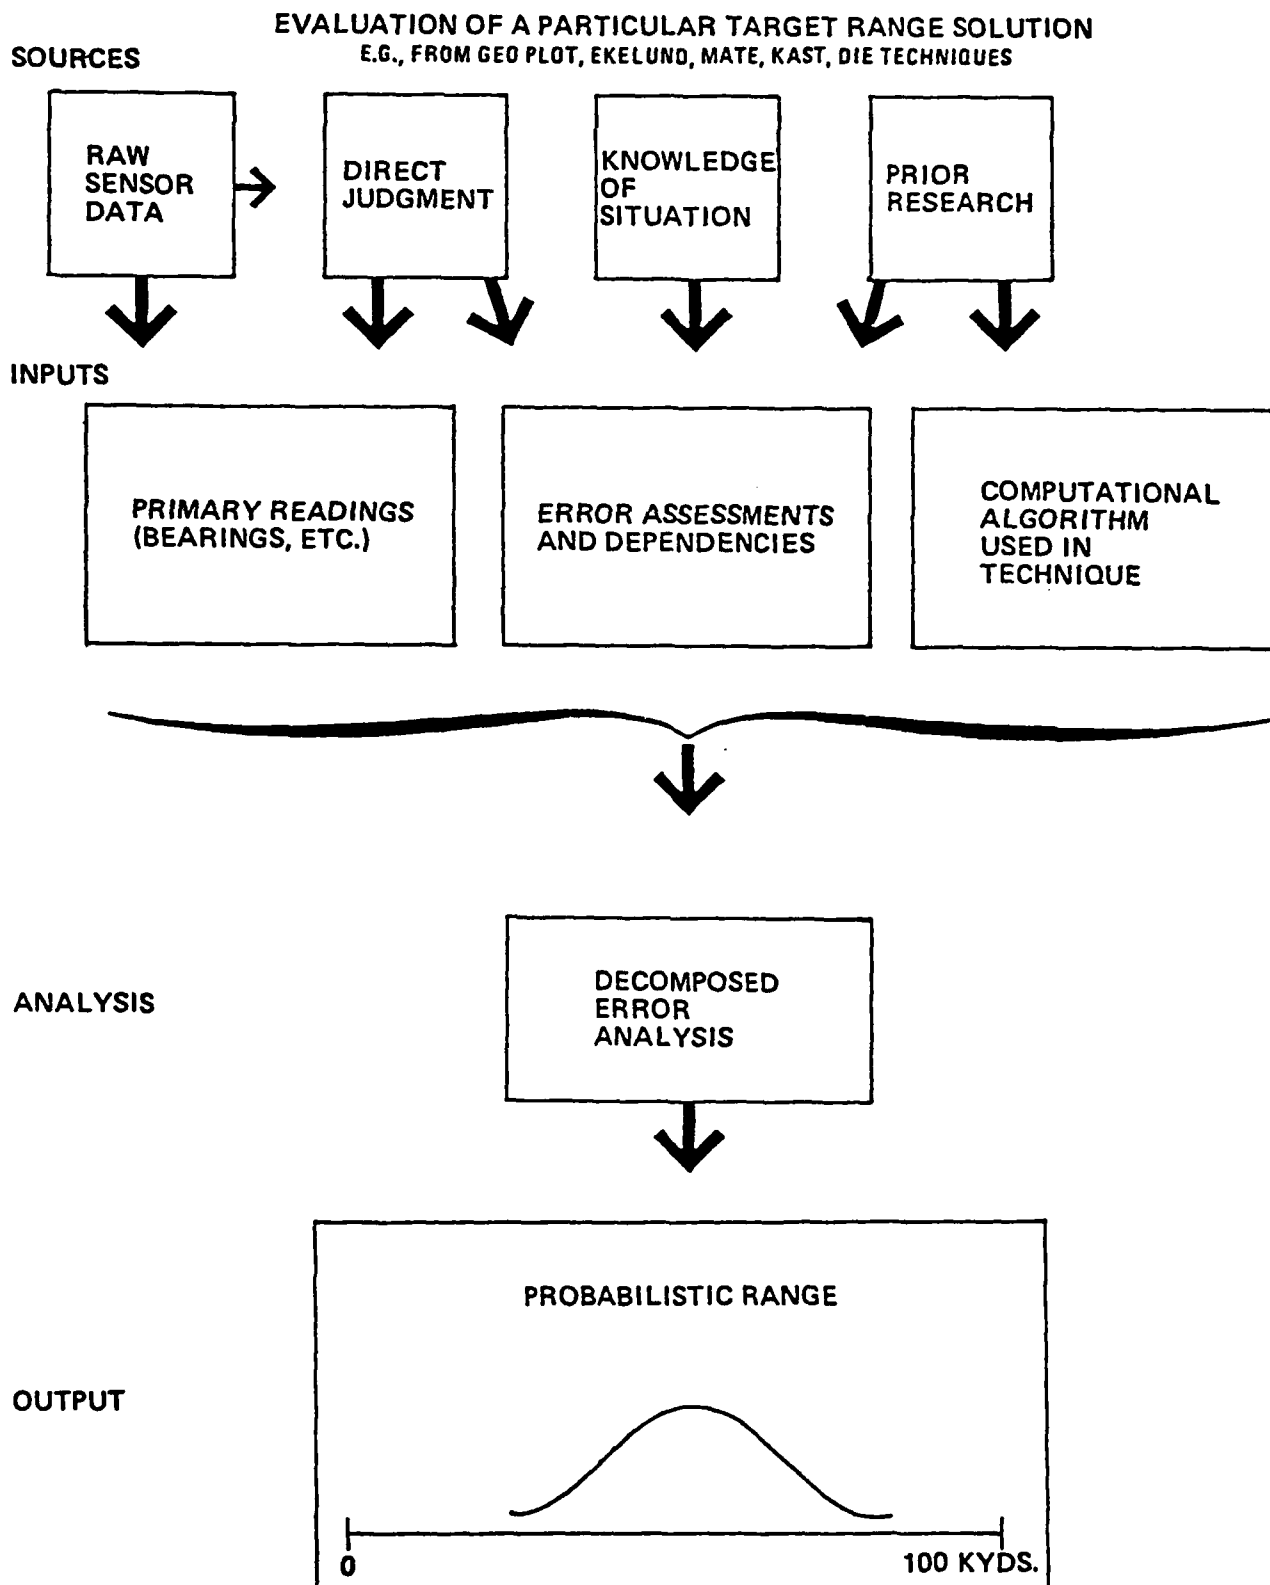 EVALUATION OF A PARTICULAR TARGET RANGE SOLUTION
E.G., FROM GEO PLOT, EKELUND, MATE, KAST, DIE TECHNIQUES
SOURCES
RAW
SENSOR
DATA
DIRECT
JUDGMENT
KNOWLEDGE
OF
SITUATION
PRIOR
RESEARCH
INPUTS
PRIMARY READINGS
(BEARINGS, ETC.)
ERROR ASSESSMENTS
AND DEPENDENCIES
COMPUTATIONAL
ALGORITHM
USED IN
TECHNIQUE
ANALYSIS
DECOMPOSED
ERROR
ANALYSIS
OUTPUT
PROBABILISTIC RANGE
0
100 KYDS.